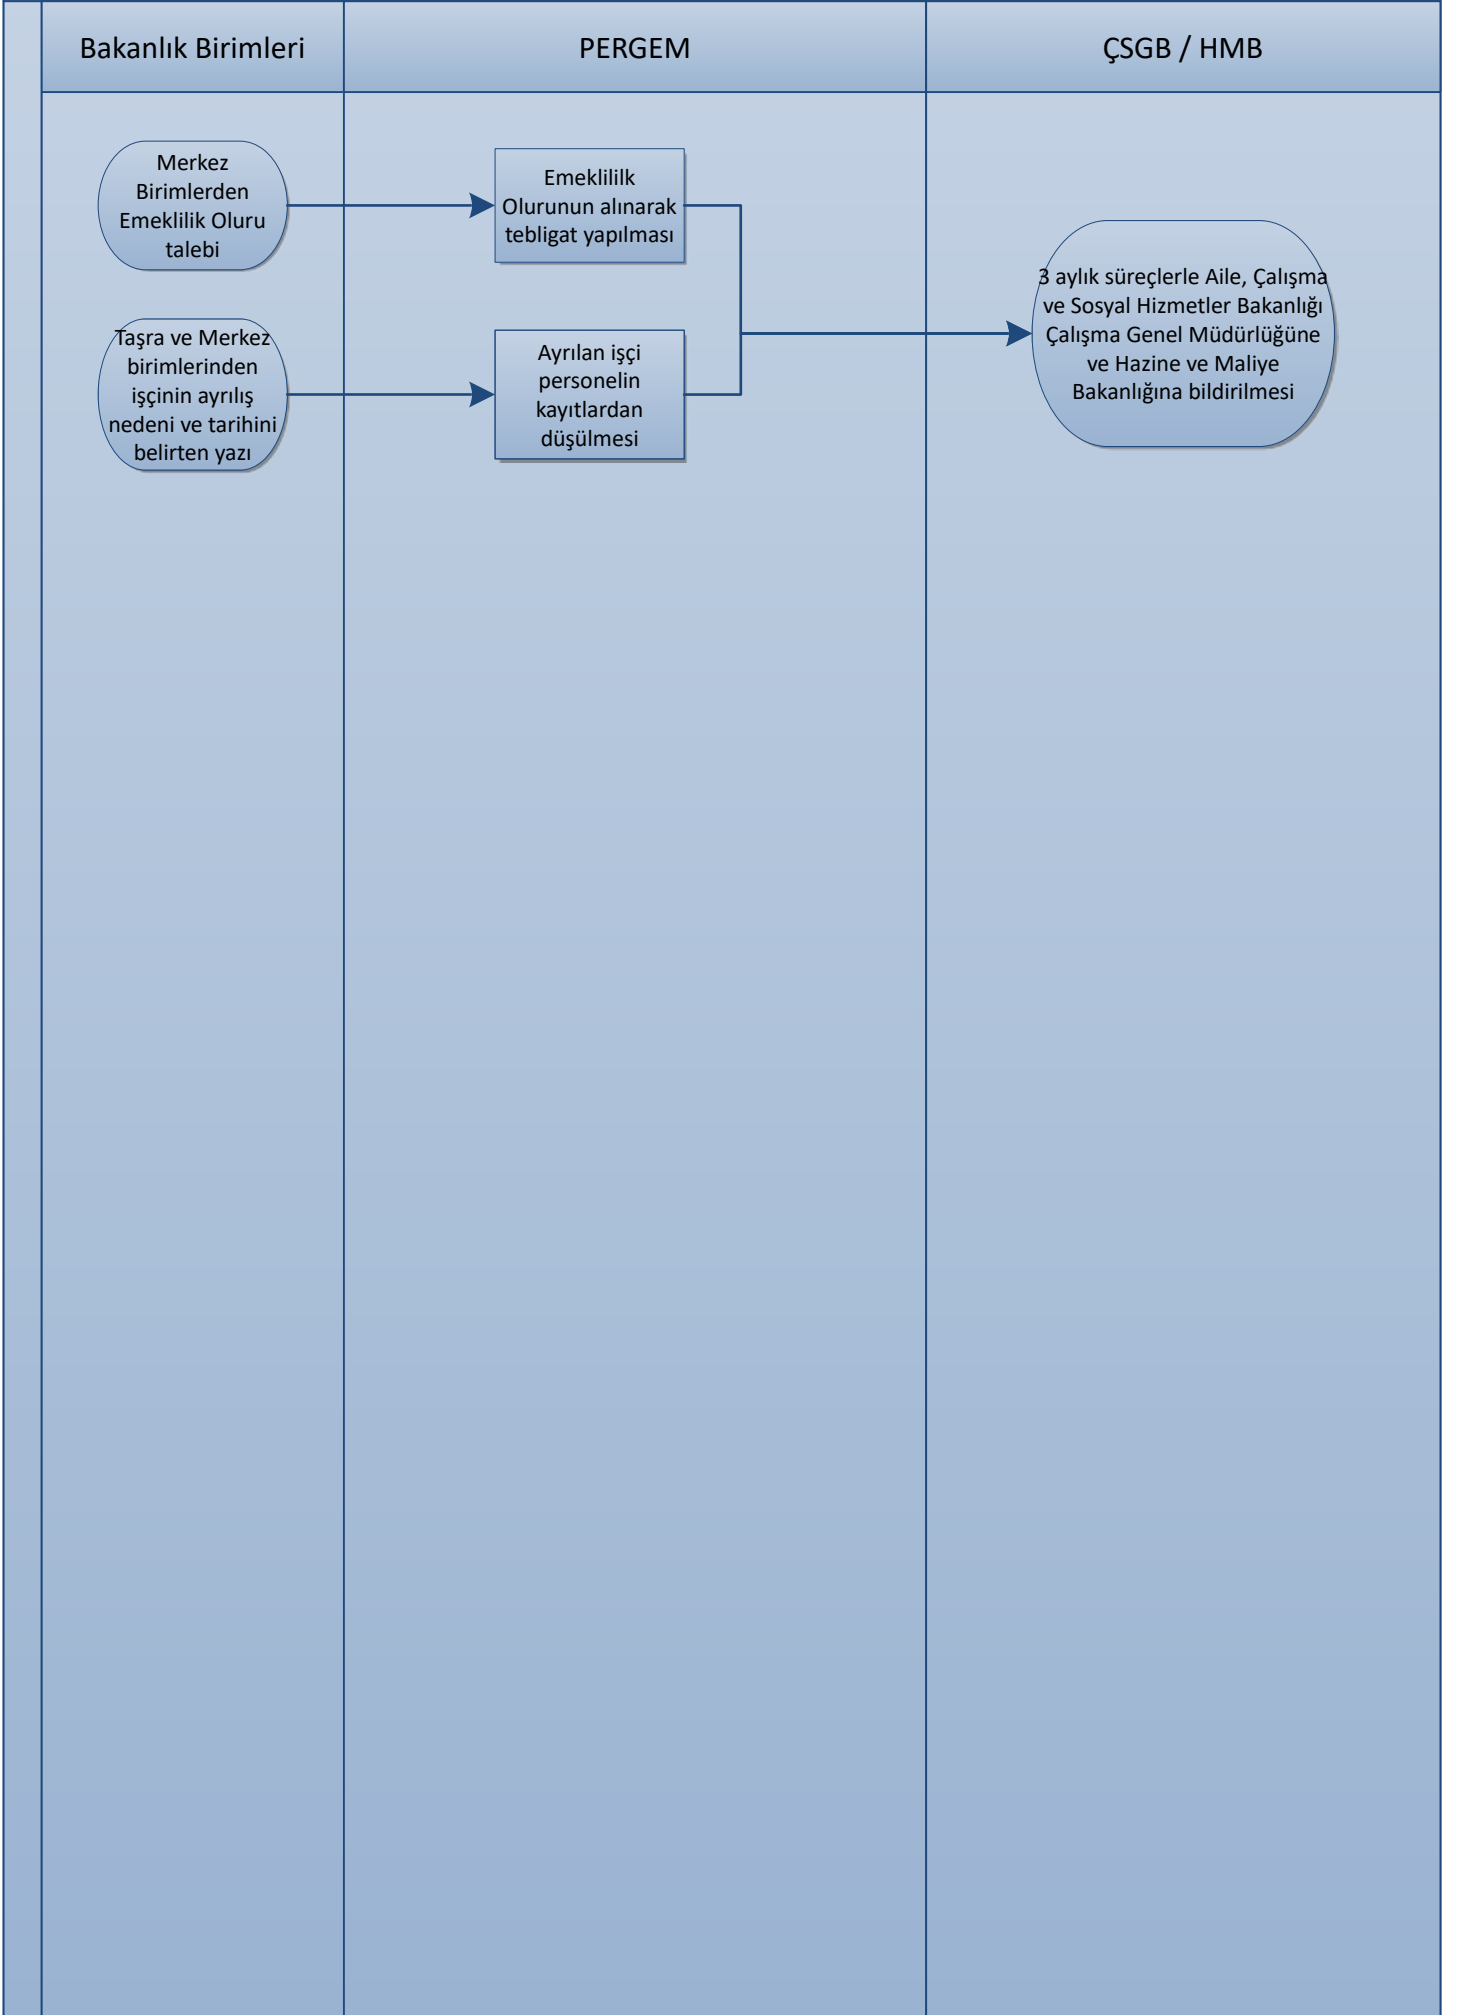 Bakanlık Birimleri
PERGEM
ÇSGB / HMB
Merkez
Birimlerden
Emeklilik Oluru
talebi
Emeklililk
Olurunun alınarak
tebligat yapılması
3 aylık süreçlerle Aile, Çalışma
ve Sosyal Hizmetler Bakanlığı
Çalışma Genel Müdürlüğüne
ve Hazine ve Maliye
Bakanlığına bildirilmesi
Taşra ve Merkez
birimlerinden
işçinin ayrılış
nedeni ve tarihini
belirten yazı
Ayrılan işçi
personelin
kayıtlardan
düşülmesi